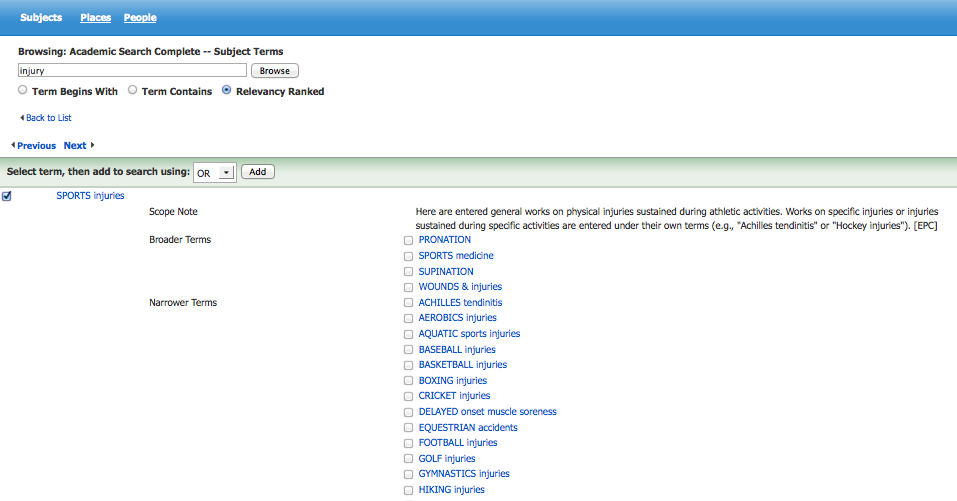 Subjects Places People
Browsing: Academic Search Complete -- Subject Terms
injury Browse
Term Begins With Term Contains Relevancy Ranked
Back to List
Previous Next
Select term, then add to search using: OR Add
SPORTS injuries
Scope Note Here are entered general works on physical injuries sustained during athletic activities. Works on specific injuries or injuries
sustained during specific activities are entered under their own terms (e.g., "Achilles tendinitis" or "Hockey injuries"). [EPC]
Broader Terms PRONATION
SPORTS medicine
SUPINATION
WOUNDS & injuries
Narrower Terms ACHILLES tendinitis
AEROBICS injuries
AQUATIC sports injuries
BASEBALL injuries
BASKETBALL injuries
BOXING injuries
CRICKET injuries
DELAYED onset muscle soreness
EQUESTRIAN accidents
FOOTBALL injuries
GOLF injuries
GYMNASTICS injuries
HIKING injuries